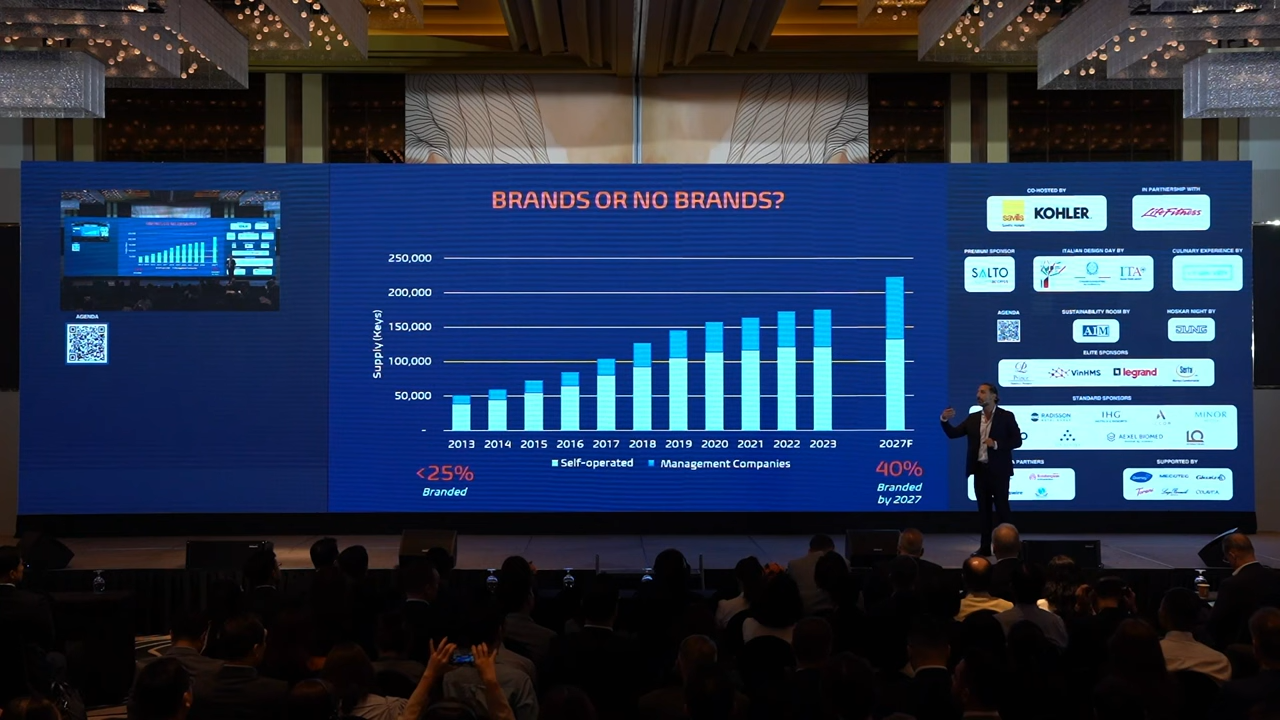 BRANDS OR NO BRANDS?
250,000
200,000
150,000
100,000
50,000
-
Supply (Keys)
2013 2014 2015 2016 2017 2018 2019 2020 2021 2022 2023 2027F
Self-operated Management Companies
<25%
Branded
40%
Branded
by 2027
AGENDA
CO-HOSTED BY
IN PARTNERSHIP WITH
savills
KOHLER
LifeFitness
PREMIUM SPONSOR
ITALIAN DESIGN DAY BY
CULINARY EXPERIENCE BY
SALTO
ITA
AGENDA
SUSTAINABILITY ROOM BY
HOSKAR NIGHT BY
AIM
JUNG
ELITE SPONSORS
VinHMS
legrand
STANDARD SPONSORS
RADISSON
IHG
MINOR
AEXEL BIOMED
PARTNERS
SUPPORTED BY